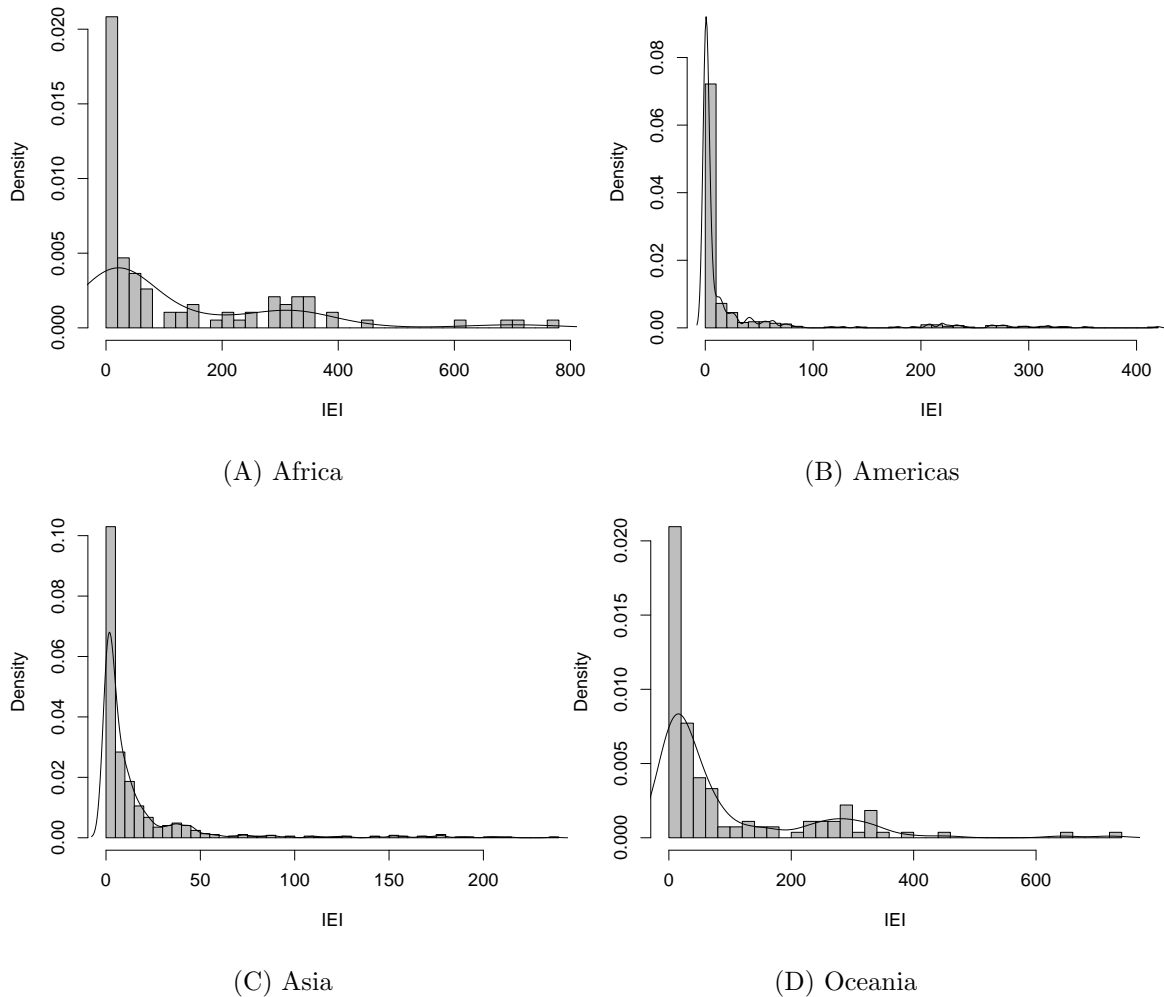 Density
0.000 0.005 0.010 0.015 0.020
0 200 400 600 800
IEI
(A) Africa
Density
0.00 0.02 0.04 0.06 0.08
0 100 200 300 400
IEI
(B) Americas
Density
0.00 0.02 0.04 0.06 0.08 0.10
0 50 100 150 200
IEI
(C) Asia
Density
0.000 0.005 0.010 0.015 0.020
0 200 400 600
IEI
(D) Oceania